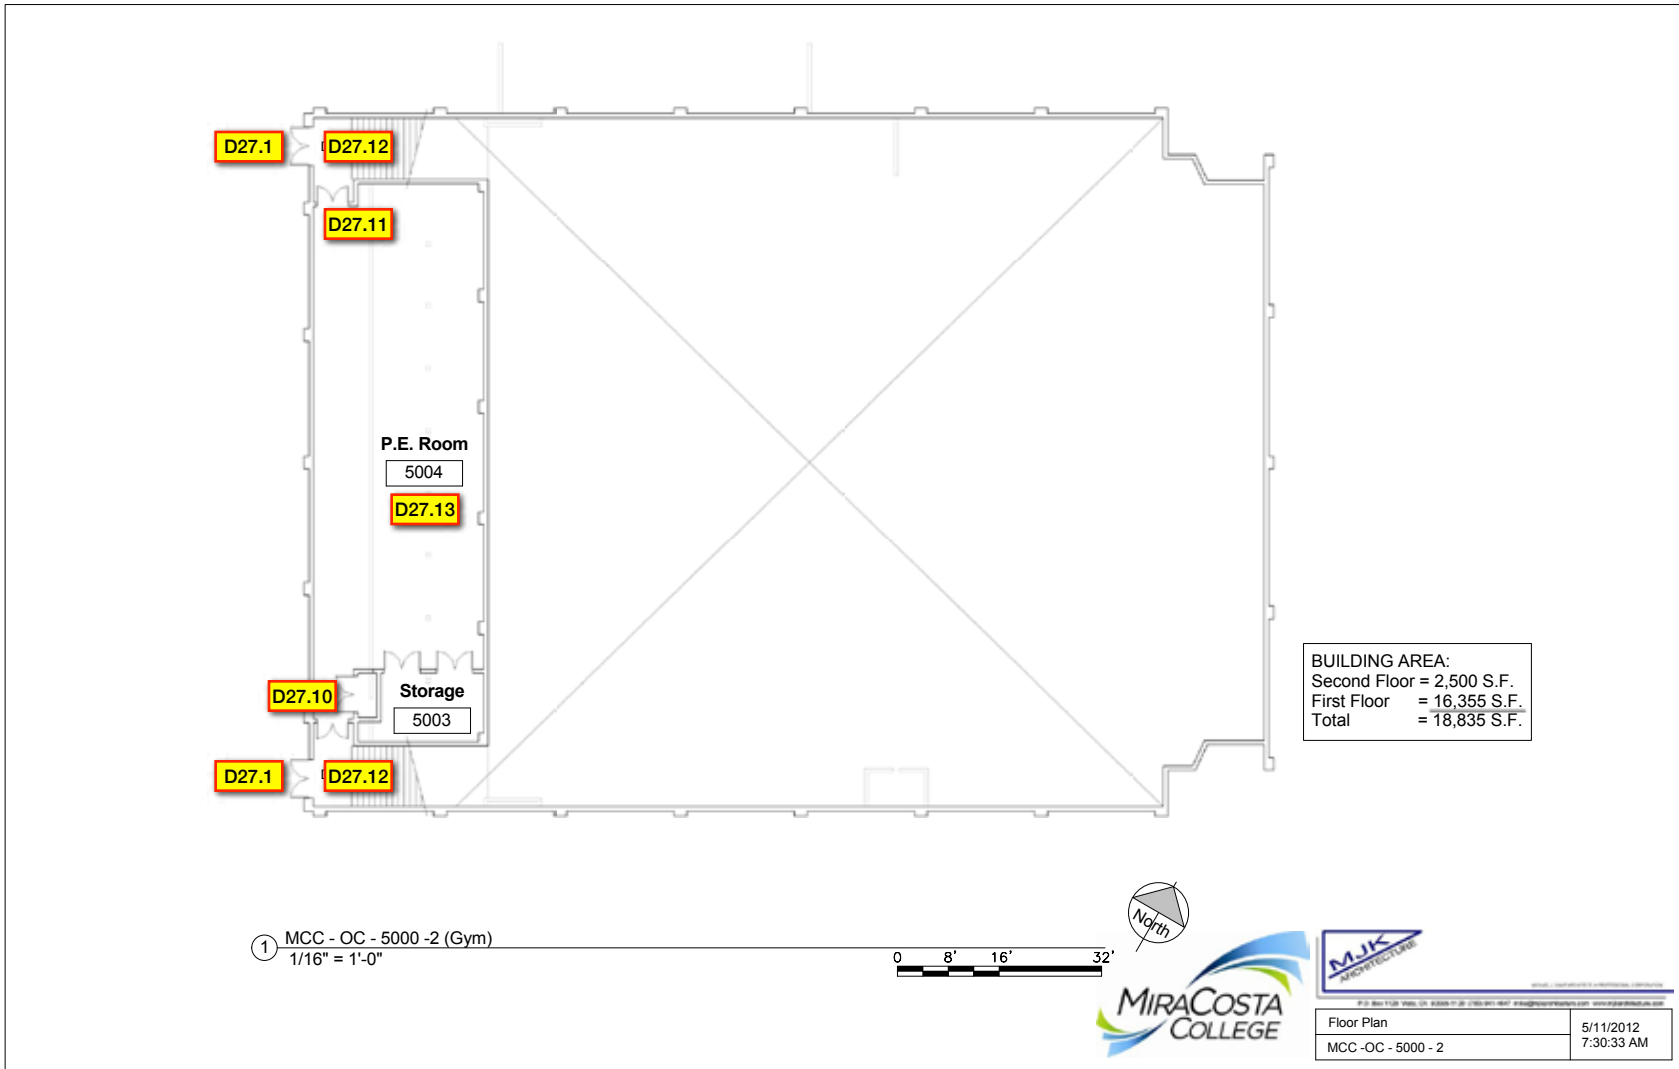 D27.1
D27.12
D27.11
P.E. Room
5004
D27.13
D27.10
Storage
5003
D27.1
D27.12
BUILDING AREA:
Second Floor = 2,500 S.F.
First Floor = 16,355 S.F.
Total = 18,835 S.F.
1
MCC - OC - 5000 -2 (Gym)
1/16" = 1'-0"
0 8' 16' 32'
North
MIRACOSTA
COLLEGE
MJK
ARCHITECTURE
Floor Plan
MCC -OC - 5000 - 2
5/11/2012
7:30:33 AM